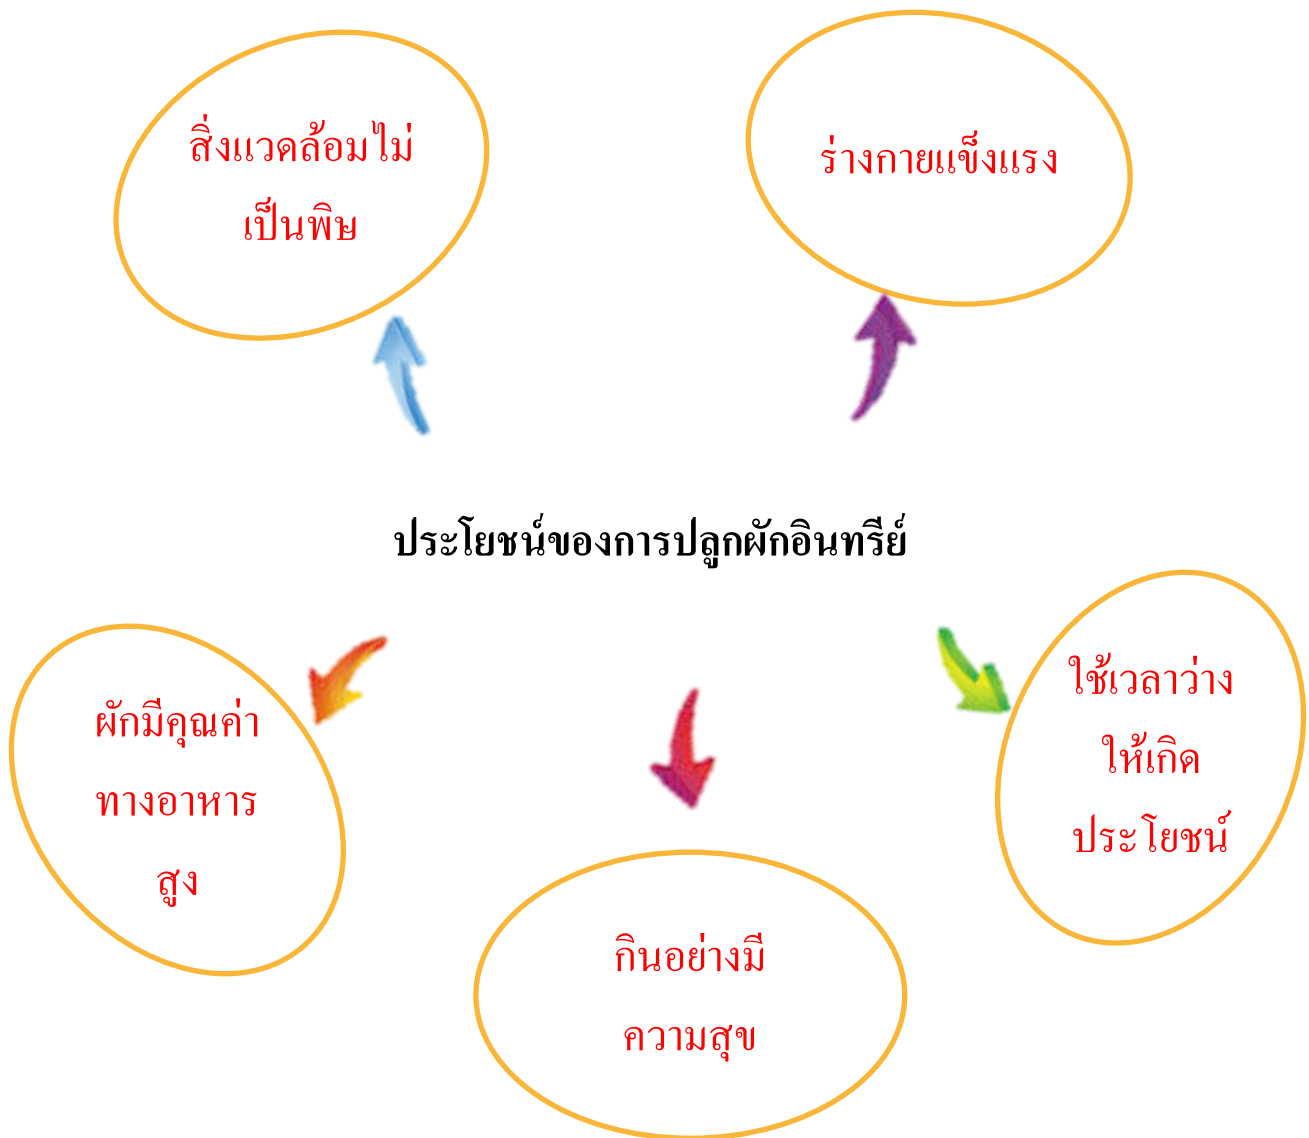 สิ่งแวดล้อมไม่
เป็นพิษ
ร่างกายแข็งแรง
ประโยชน์ของการปลูกผักอินทรีย์
ผักมีคุณค่า
ทางอาหาร
สูง
กินอย่างมี
ความสุข
ใช้เวลาว่าง
ให้เกิด
ประโยชน์